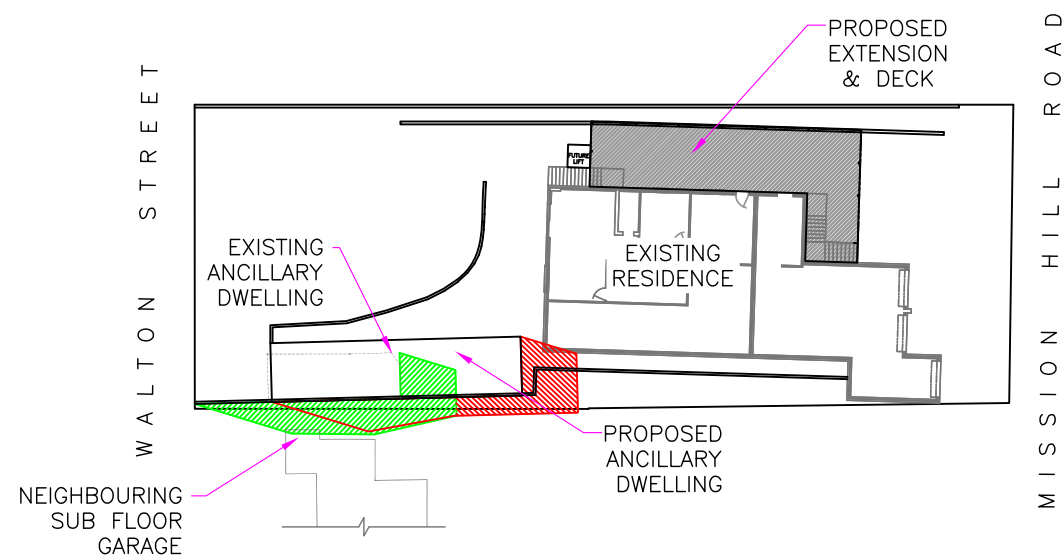 PROPOSED
EXTENSION
& DECK
WALTON STREET
MISSION HILL ROAD
FUTURE
LIFT
EXISTING
ANCILLARY
DWELLING
EXISTING
RESIDENCE
PROPOSED
ANCILLARY
DWELLING
NEIGHBOURING
SUB FLOOR
GARAGE